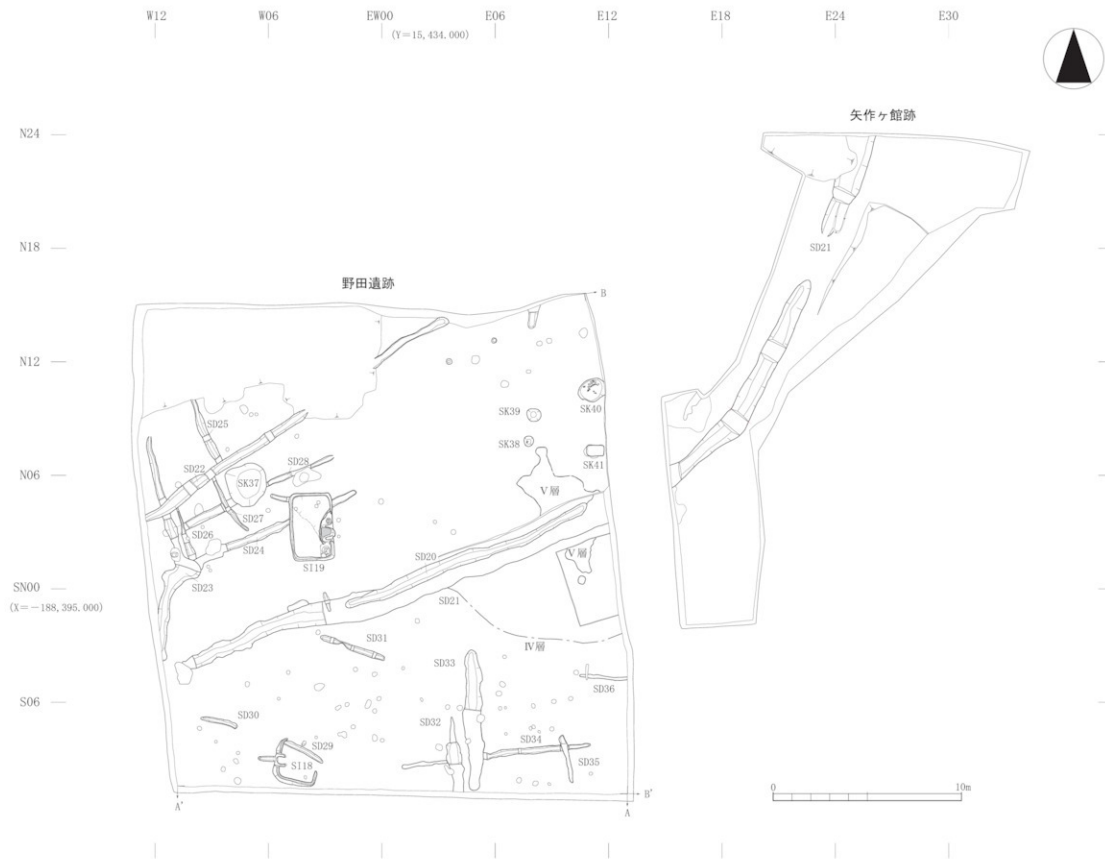 W12 W06 EW00 E06 E12 E18 E24 E30
(Y=15,434.000)
矢作ヶ館跡
N24
SD21
N18
野田遺跡
B
N12
SK40
SK39
SD25
SK38
SK41
N06
SD22
SD28
SK37
V層
SD27
SD26
SD24
SD20
V層
SI19
SN00
SD23
(X=-188,395.000)
SD21
SD31
IV層
SD33
SD36
S06
SD30
SD32
SD29
SD34
SI18
SD35
0 10m
A' B'
A